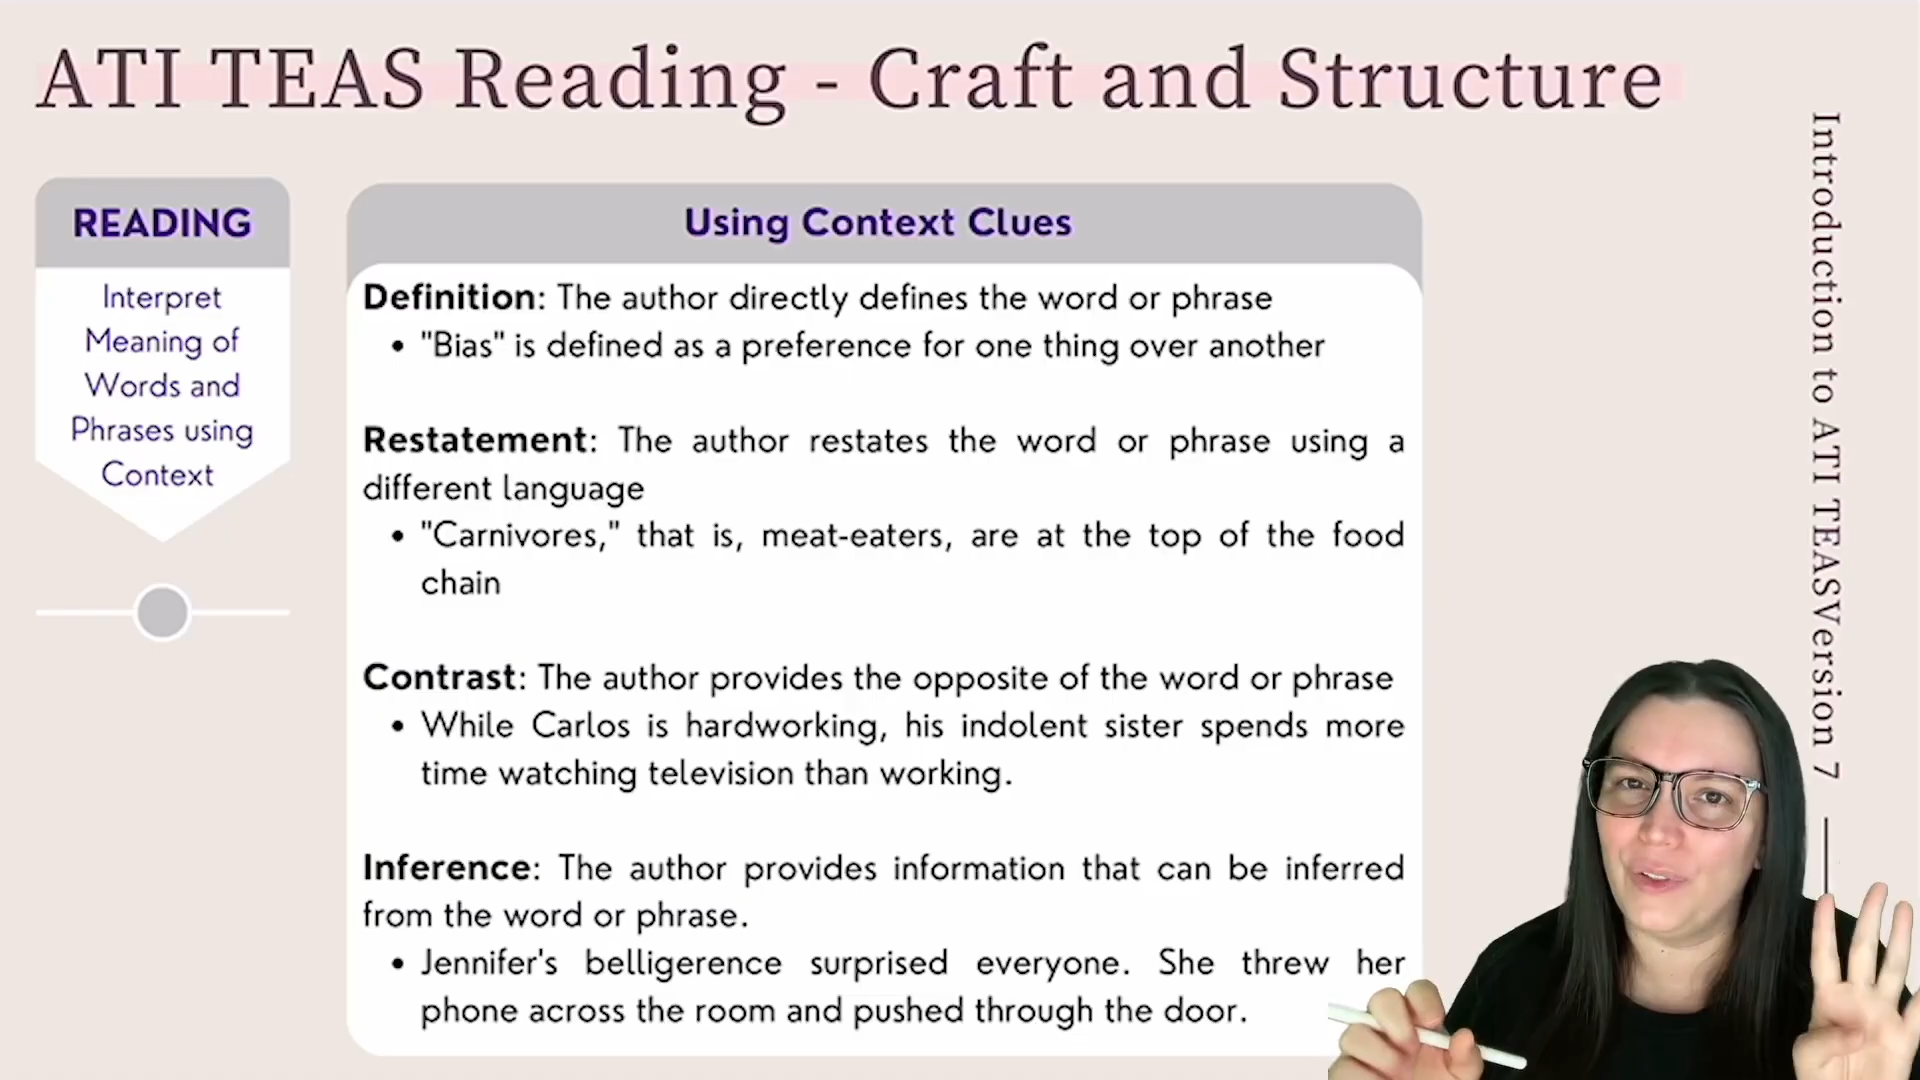 ATI TEAS Reading - Craft and Structure
READING
Interpret
Meaning of
Words and
Phrases using
Context
Using Context Clues
Definition: The author directly defines the word or phrase
• "Bias" is defined as a preference for one thing over another
Restatement: The author restates the word or phrase using a
different language
• "Carnivores," that is, meat-eaters, are at the top of the food
chain
Contrast: The author provides the opposite of the word or phrase
• While Carlos is hardworking, his indolent sister spends more
time watching television than working.
Inference: The author provides information that can be inferred
from the word or phrase.
• Jennifer's belligerence surprised everyone. She threw her
phone across the room and pushed through the door.
Introduction to ATI TEASVersion 7